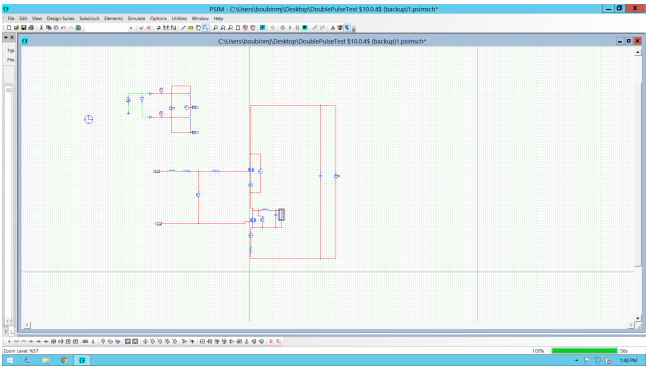 PSIM - C:\Users\boubinmj\Desktop\DoublePulseTest $10.0.4$ (backup)1.psimsch*
File Edit View Design Suites Subcircuit Elements Simulate Options Utilities Window Help
C:\Users\boubinmj\Desktop\DoublePulseTest $10.0.4$ (backup)1.psimsch*
Zoom Level: %57
100%
58s
1:48 PM